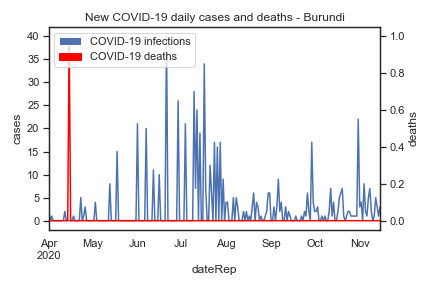 New COVID-19 daily cases and deaths - Burundi
COVID-19 infections
COVID-19 deaths
40
35
30
25
20
15
10
5
0
cases
1.0
0.8
0.6
0.4
0.2
0.0
deaths
Apr May Jun Jul Aug Sep Oct Nov
2020
dateRep